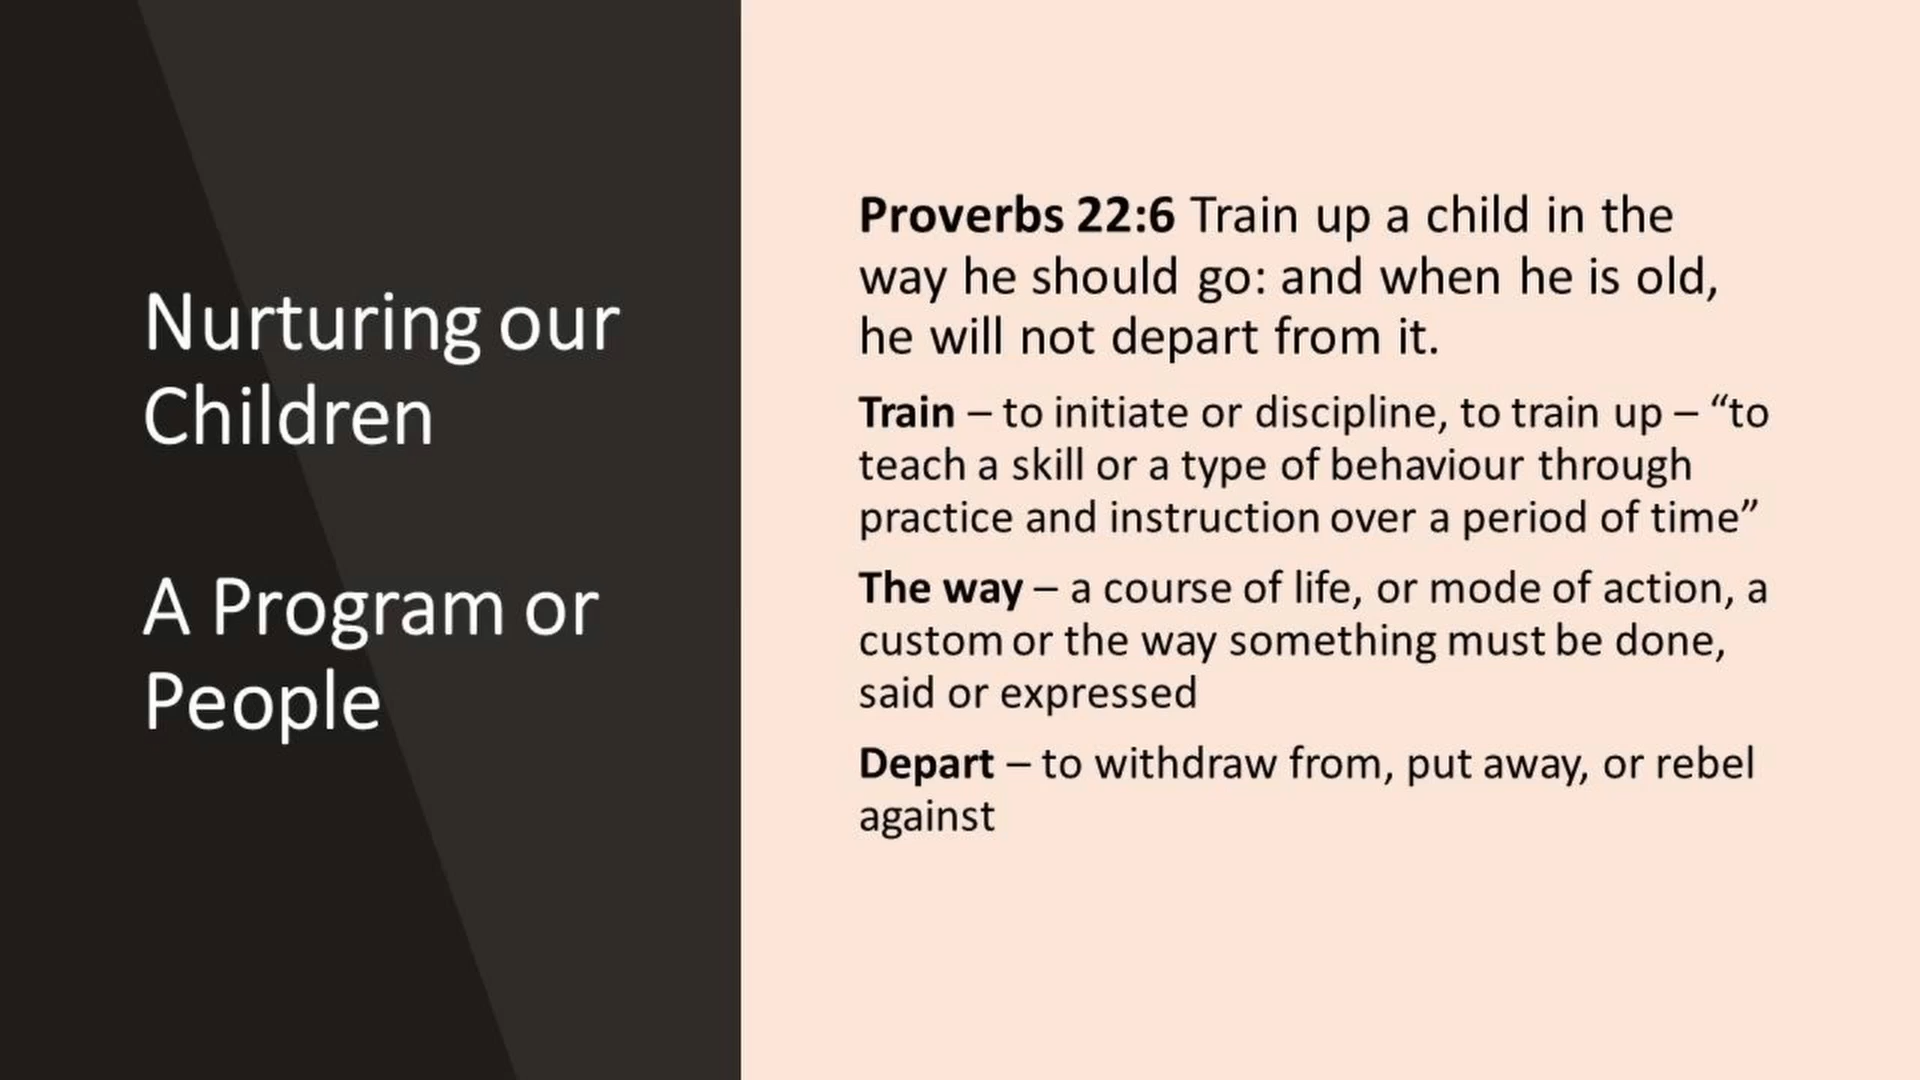 Nurturing our
Children
A Program or
People
Proverbs 22:6 Train up a child in the
way he should go: and when he is old,
he will not depart from it.
Train – to initiate or discipline, to train up – “to
teach a skill or a type of behaviour through
practice and instruction over a period of time”
The way – a course of life, or mode of action, a
custom or the way something must be done,
said or expressed
Depart – to withdraw from, put away, or rebel
against